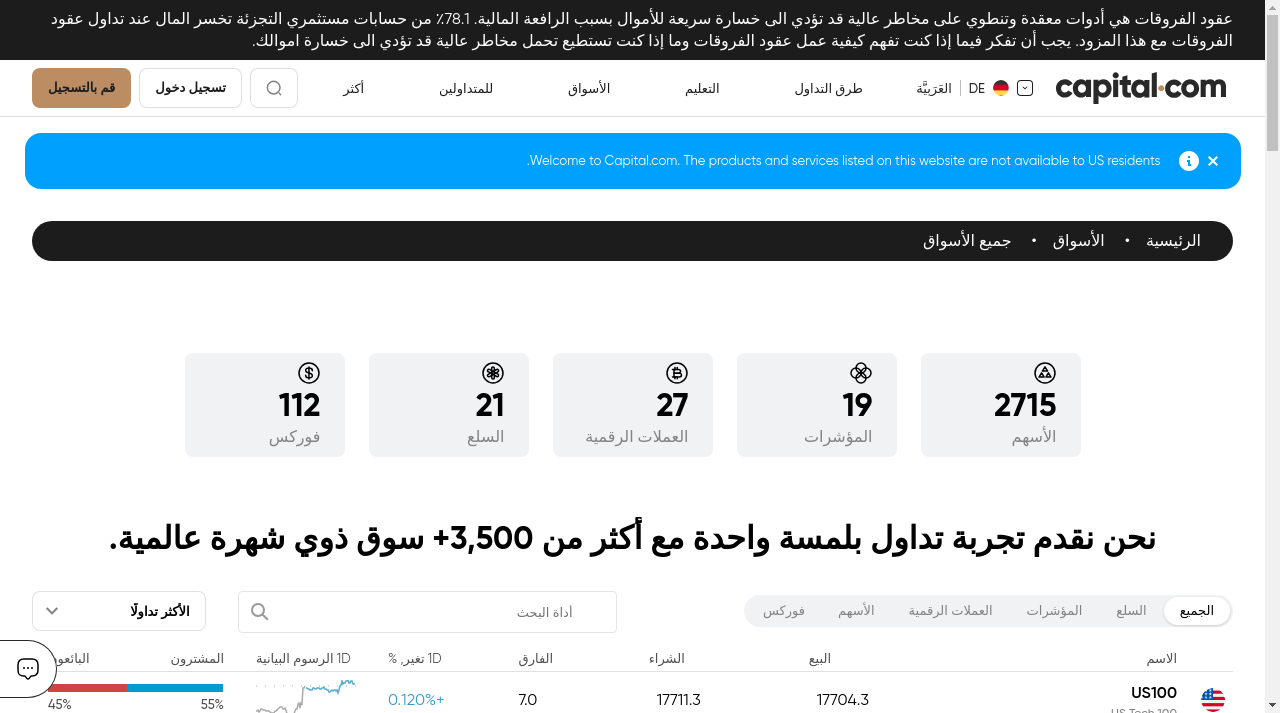 عقود الفروقات هي أدوات معقدة وتنطوي على مخاطر عالية قد تؤدي الى خسارة سريعة للأموال بسبب الرافعة المالية. 78.1٪ من حسابات مستثمري التجزئة تخسر المال عند تداول عقود
الفروقات مع هذا المزود. يجب أن تفكر فيما إذا كنت تفهم كيفية عمل عقود الفروقات وما إذا كنت تستطيع تحمل مخاطر عالية قد تؤدي الى خسارة اموالك.
capital.com
DE
العَرَبيَّة
طرق التداول
التعليم
الأسواق
للمتداولين
أكثر
تسجيل دخول
قم بالتسجيل
Welcome to Capital.com. The products and services listed on this website are not available to US residents.
الرئيسية • الأسواق • جميع الأسواق
2715
الأسهم
19
المؤشرات
27
العملات الرقمية
21
السلع
112
فوركس
نحن نقدم تجربة تداول بلمسة واحدة مع أكثر من 3,500+ سوق ذوي شهرة عالمية.
الجميع
السلع
المؤشرات
العملات الرقمية
الأسهم
فوركس
أداة البحث
الأكثر تداولًا
الاسم
البيع
الشراء
الفارق
1D تغير, %
1D الرسوم البيانية
المشترون
US100
17704.3
17711.3
7.0
+0.120%
55%
45%
US Tech 100